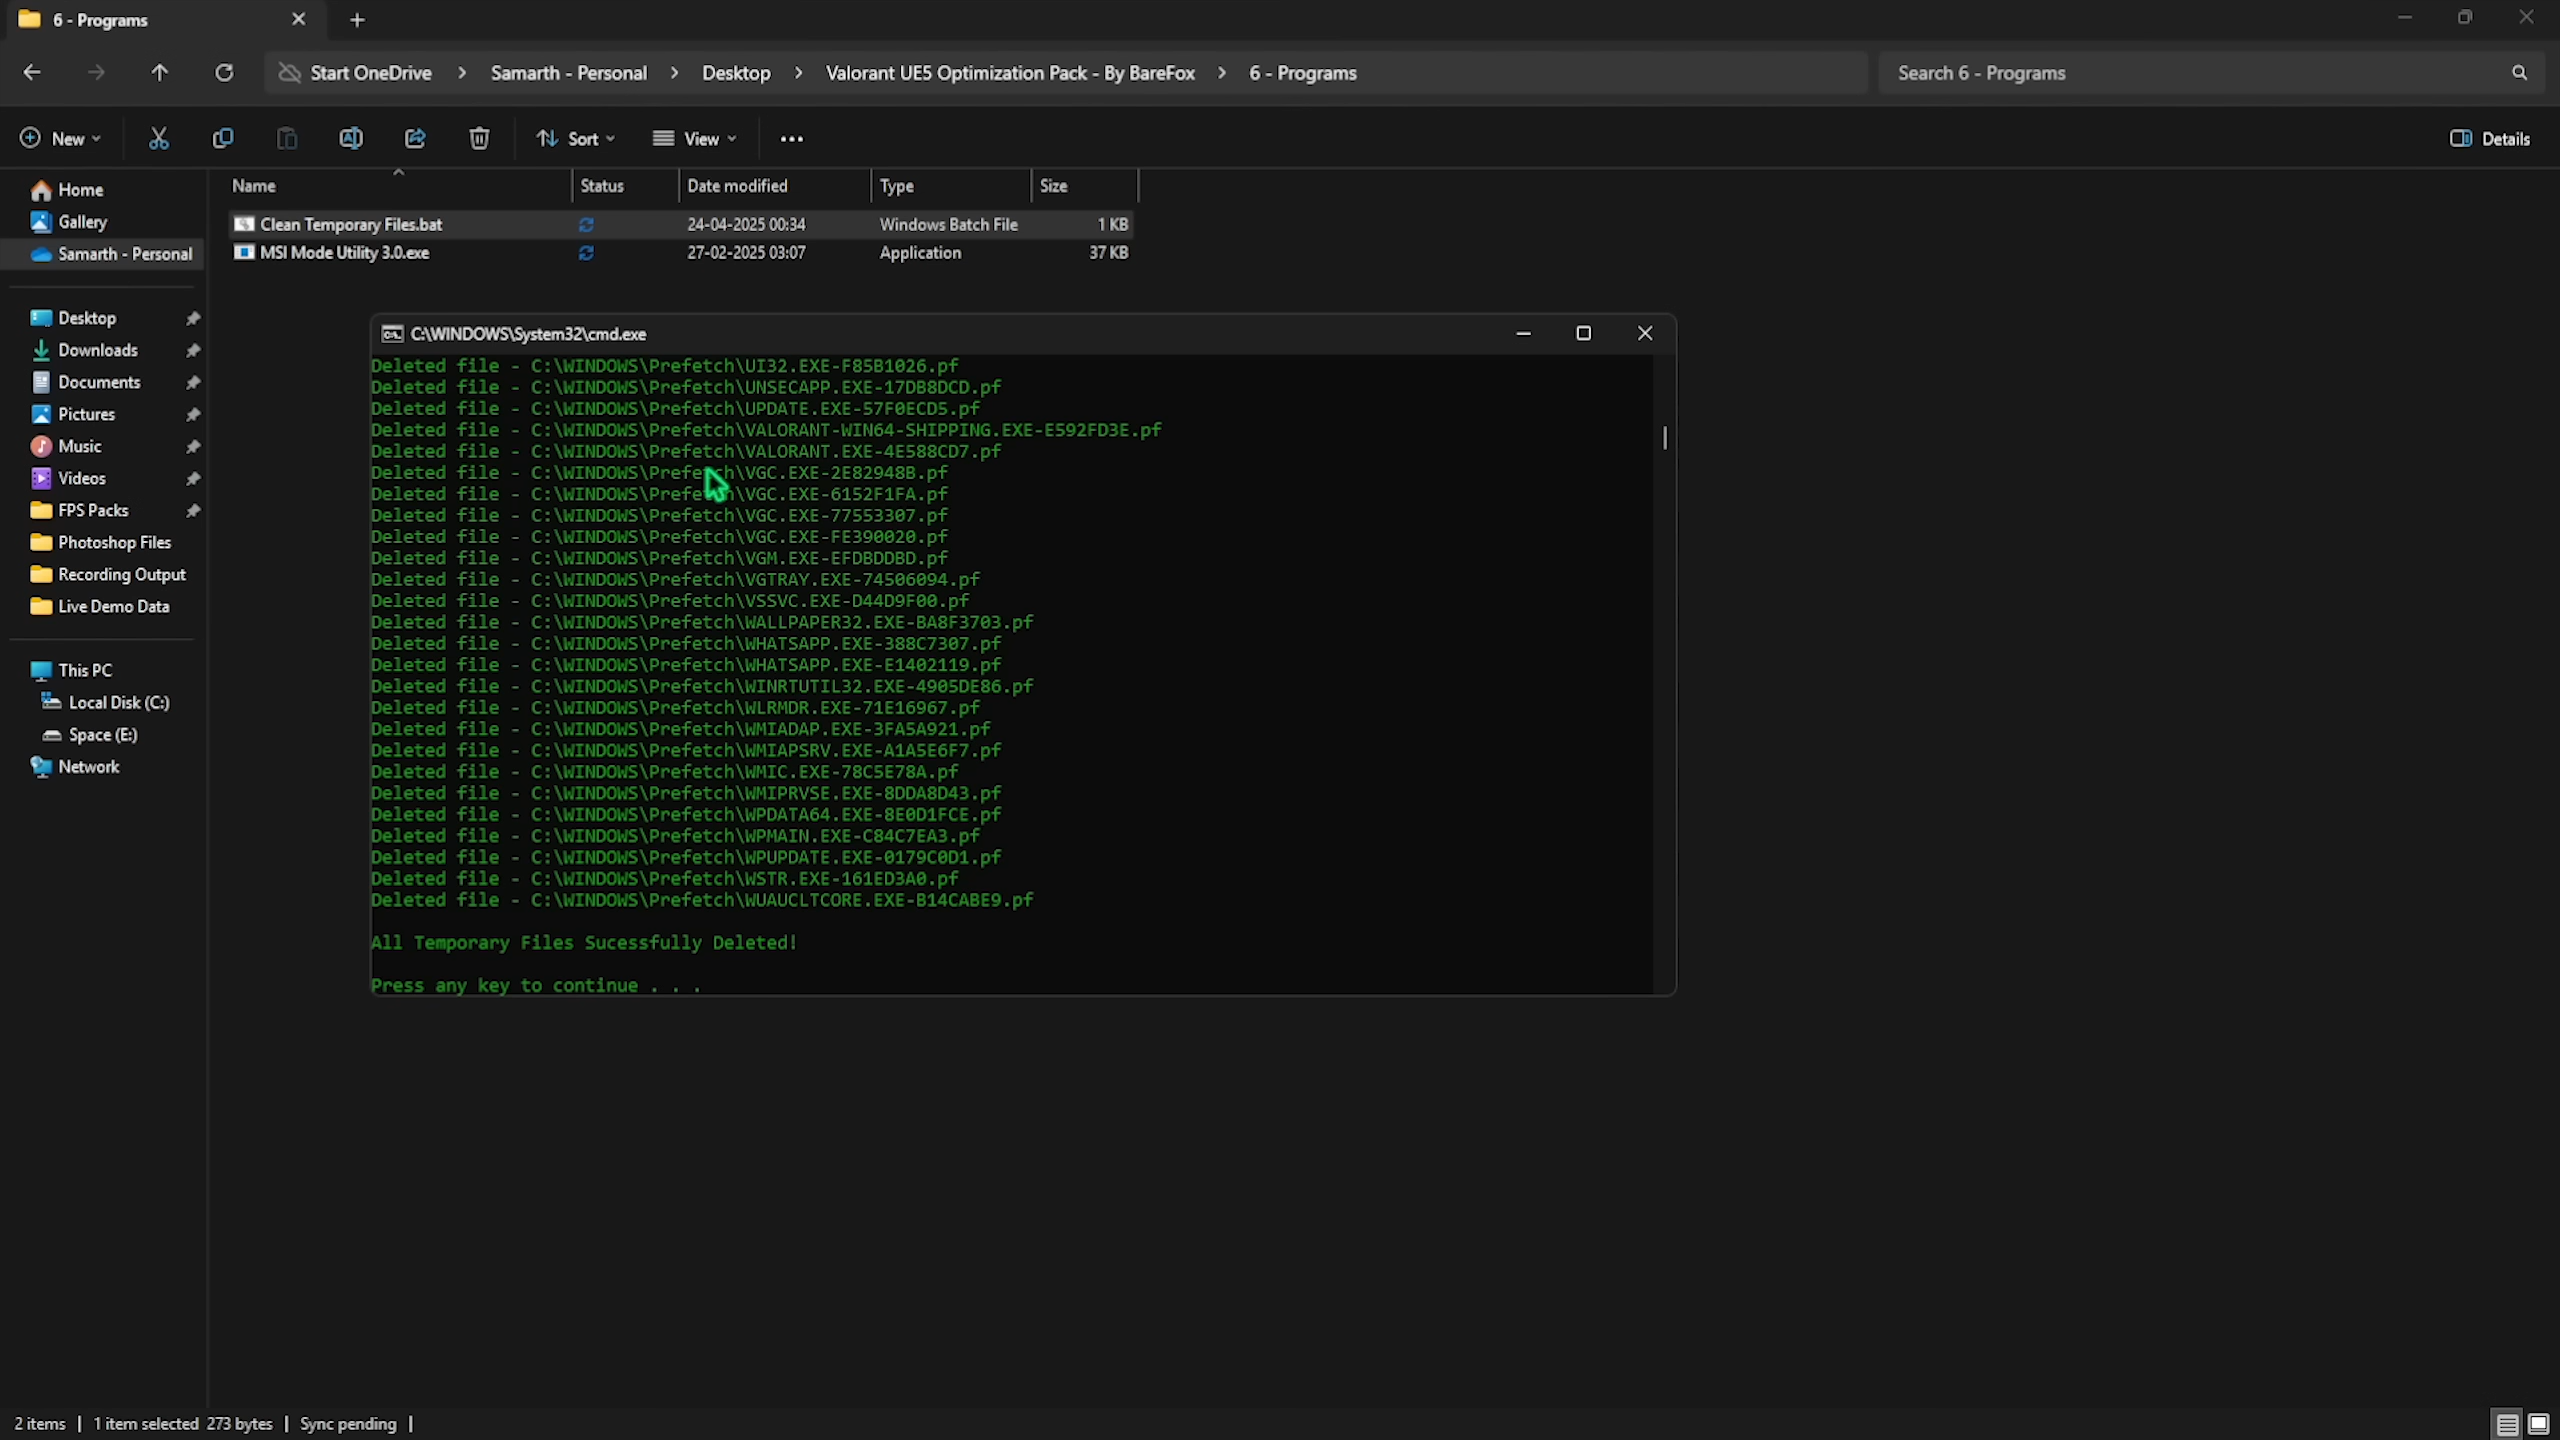 6 - Programs
Start OneDrive > Samarth - Personal > Desktop > Valorant UE5 Optimization Pack - By BareFox > 6 - Programs
Search 6 - Programs
New
Sort
View
Details
Name Status Date modified Type Size
Clean Temporary Files.bat 24-04-2025 00:34 Windows Batch File 1 KB
MSI Mode Utility 3.0.exe 27-02-2025 03:07 Application 37 KB
Home
Gallery
Samarth - Personal
Desktop
Downloads
Documents
Pictures
Music
Videos
FPS Packs
Photoshop Files
Recording Output
Live Demo Data
This PC
Local Disk (C:)
Space (E:)
Network
C:\WINDOWS\System32\cmd.exe
Deleted file - C:\WINDOWS\Prefetch\UI32.EXE-F85B1026.pf
Deleted file - C:\WINDOWS\Prefetch\UNSECAPP.EXE-17DB8DCD.pf
Deleted file - C:\WINDOWS\Prefetch\UPDATE.EXE-57F0ECD5.pf
Deleted file - C:\WINDOWS\Prefetch\VALORANT-WIN64-SHIPPING.EXE-E592FD3E.pf
Deleted file - C:\WINDOWS\Prefetch\VALORANT.EXE-4E588CD7.pf
Deleted file - C:\WINDOWS\Prefetch\VGC.EXE-2E82948B.pf
Deleted file - C:\WINDOWS\Prefetch\VGC.EXE-6152F1FA.pf
Deleted file - C:\WINDOWS\Prefetch\VGC.EXE-77553307.pf
Deleted file - C:\WINDOWS\Prefetch\VGC.EXE-FE390020.pf
Deleted file - C:\WINDOWS\Prefetch\VGM.EXE-EFDBDDBD.pf
Deleted file - C:\WINDOWS\Prefetch\VGTRAY.EXE-74506094.pf
Deleted file - C:\WINDOWS\Prefetch\VSSVC.EXE-D44D9F00.pf
Deleted file - C:\WINDOWS\Prefetch\WALLPAPER32.EXE-BA8F3703.pf
Deleted file - C:\WINDOWS\Prefetch\WHATSAPP.EXE-388C7307.pf
Deleted file - C:\WINDOWS\Prefetch\WHATSAPP.EXE-E1402119.pf
Deleted file - C:\WINDOWS\Prefetch\WINRTUTIL32.EXE-4905DE86.pf
Deleted file - C:\WINDOWS\Prefetch\WLRMDR.EXE-71E16967.pf
Deleted file - C:\WINDOWS\Prefetch\WMIADAP.EXE-3FA5A921.pf
Deleted file - C:\WINDOWS\Prefetch\WMIAPSRV.EXE-A1A5E6F7.pf
Deleted file - C:\WINDOWS\Prefetch\WMIC.EXE-78C5E78A.pf
Deleted file - C:\WINDOWS\Prefetch\WMIPRVSE.EXE-8DDA8D43.pf
Deleted file - C:\WINDOWS\Prefetch\WPDATA64.EXE-8E0D1FCE.pf
Deleted file - C:\WINDOWS\Prefetch\WPMAIN.EXE-C84C7EA3.pf
Deleted file - C:\WINDOWS\Prefetch\WPUPDATE.EXE-0179C0D1.pf
Deleted file - C:\WINDOWS\Prefetch\WSTR.EXE-161ED3A0.pf
Deleted file - C:\WINDOWS\Prefetch\WUAUCLTCORE.EXE-B14CABE9.pf
All Temporary Files Sucessfully Deleted!
Press any key to continue . . .
2 items | 1 item selected 273 bytes | Sync pending |